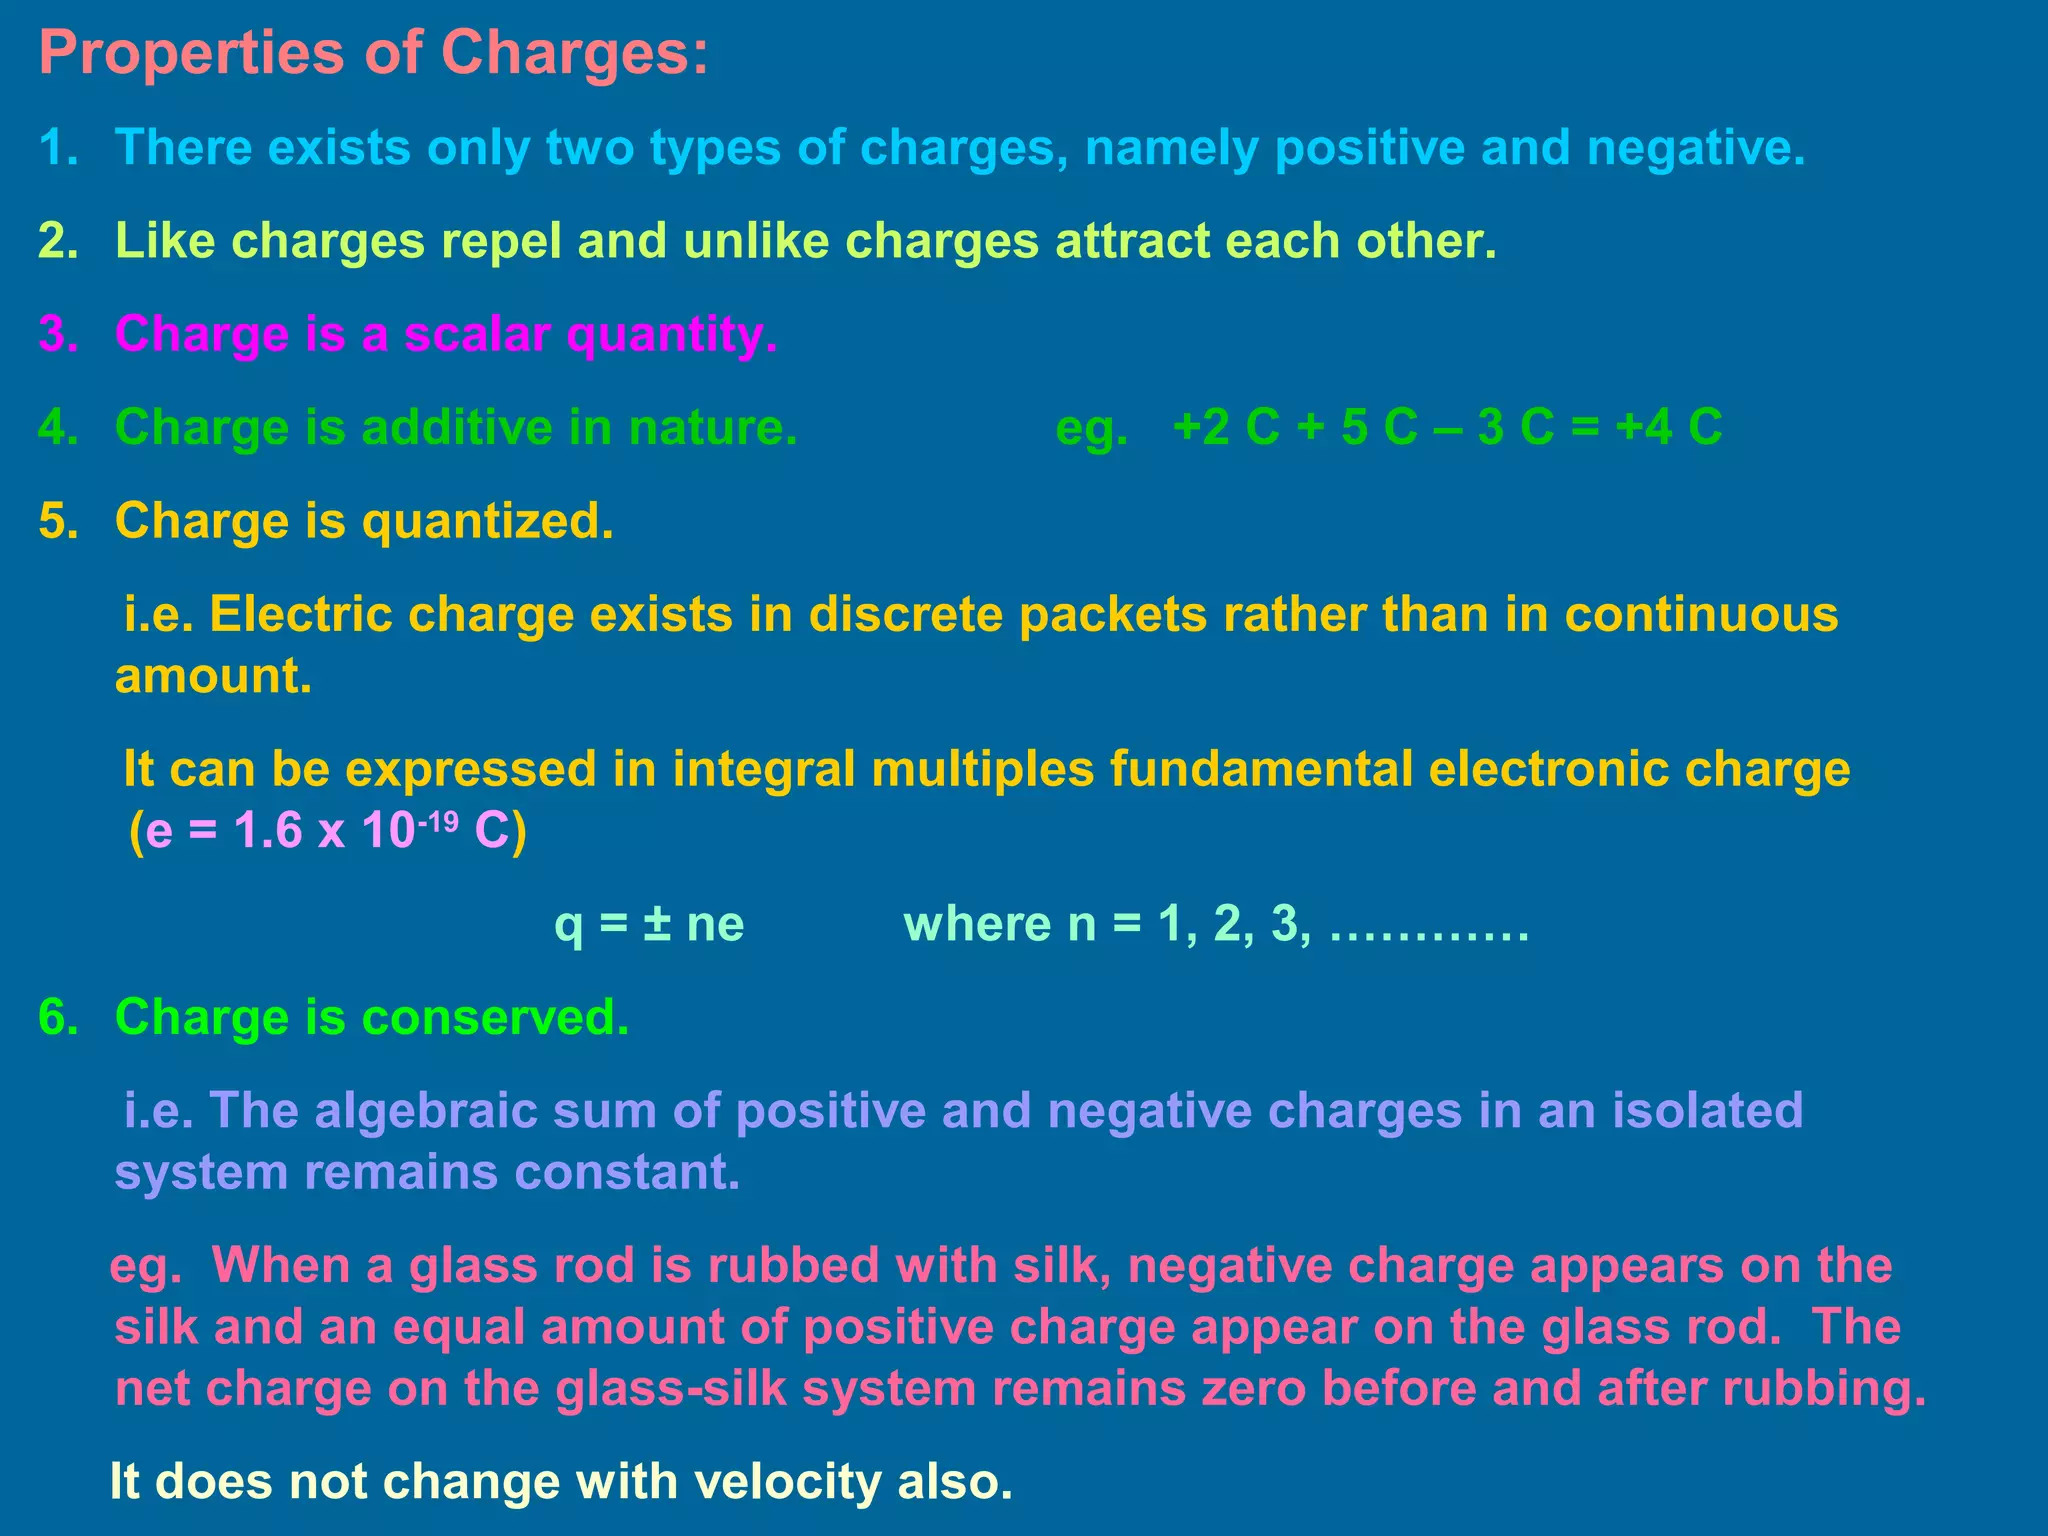 Properties of Charges:
1. There exists only two types of charges, namely positive and negative.
2. Like charges repel and unlike charges attract each other.
3. Charge is a scalar quantity.
4. Charge is additive in nature. eg. +2 C + 5 C – 3 C = +4 C
5. Charge is quantized.
i.e. Electric charge exists in discrete packets rather than in continuous
amount.
It can be expressed in integral multiples fundamental electronic charge
(e = 1.6 x 10⁻¹⁹ C)
q = ± ne where n = 1, 2, 3, …………
6. Charge is conserved.
i.e. The algebraic sum of positive and negative charges in an isolated
system remains constant.
eg. When a glass rod is rubbed with silk, negative charge appears on the
silk and an equal amount of positive charge appear on the glass rod. The
net charge on the glass-silk system remains zero before and after rubbing.
It does not change with velocity also.